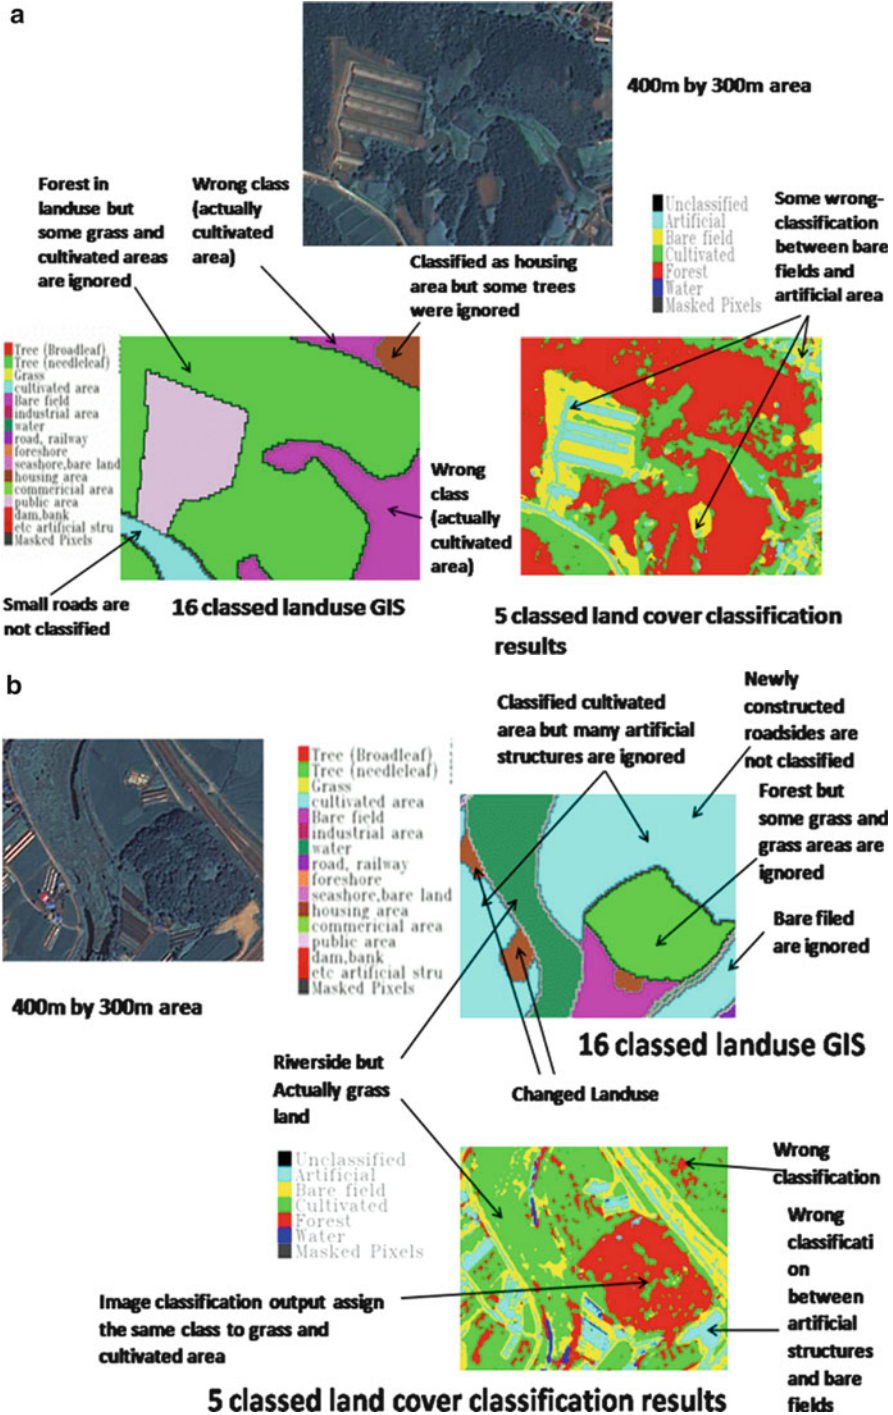 a
400m by 300m area
Forest in
landuse but
some grass and
cultivated areas
are ignored
Wrong class
(actually
cultivated
area)
Classified as housing
area but some trees
were ignored
Unclassified
Artificial
Bare field
Cultivated
Forest
Water
Masked Pixels
Some wrong-
classification
between bare
fields and
artificial area
Tree (Broadleaf)
Tree (needleleaf)
Grass
cultivated area
Bare field
industrial area
water
road, railway
foreshore
seashore,bare land
housing area
commericial area
public area
dam,bank
etc artificial stru
Masked Pixels
Wrong
class
(actually
cultivated
area)
Small roads are
not classified
16 classed landuse GIS
5 classed land cover classification
results
b
Classified cultivated
area but many artificial
structures are ignored
Newly
constructed
roadsides are
not classified
Tree (Broadleaf)
Tree (needleleaf)
Grass
cultivated area
Bare field
industrial area
water
road, railway
foreshore
seashore,bare land
housing area
commericial area
public area
dam,bank
etc artificial stru
Masked Pixels
Forest but
some grass and
grass areas are
ignored
Bare filed
are ignored
400m by 300m area
16 classed landuse GIS
Riverside but
Actually grass
land
Changed Landuse
Unclassified
Artificial
Bare field
Cultivated
Forest
Water
Masked Pixels
Wrong
classification
Wrong
classificati
on
between
artificial
structures
and bare
fields
Image classification output assign
the same class to grass and
cultivated area
5 classed land cover classification results